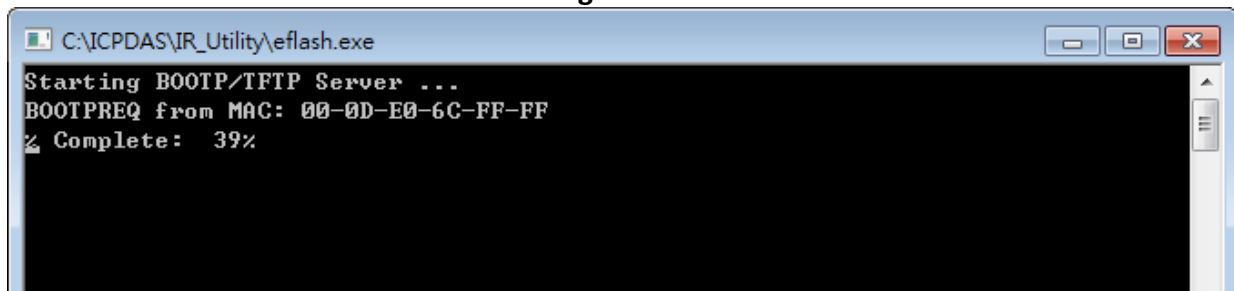 C:\ICPDAS\IR_Utility\eflash.exe
Starting BOOTP/TFTP Server ...
BOOTPREQ from MAC: 00-0D-E0-6C-FF-FF
% Complete:  39%